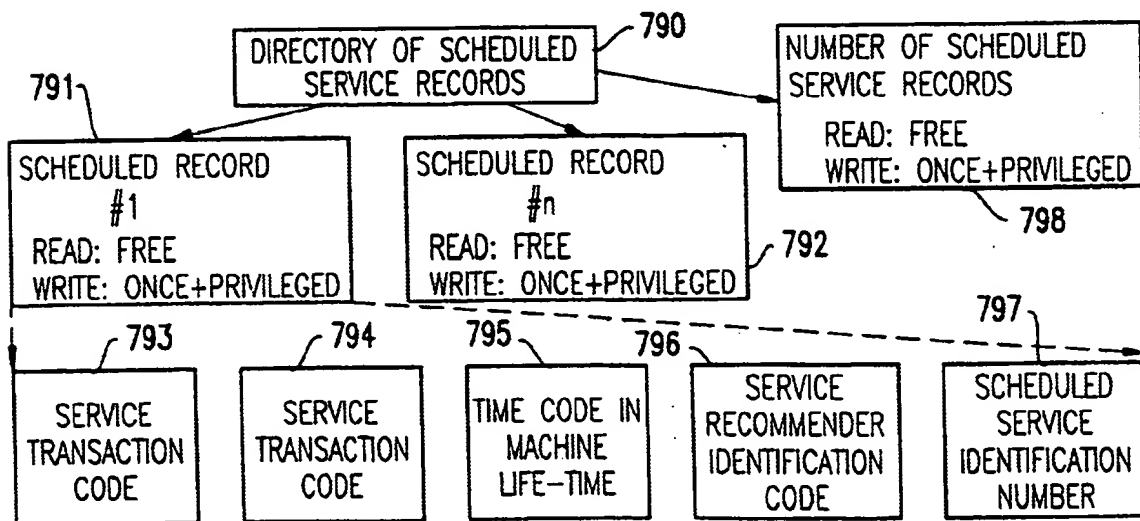 790
DIRECTORY OF SCHEDULED
SERVICE RECORDS
NUMBER OF SCHEDULED
SERVICE RECORDS
READ: FREE
WRITE: ONCE+PRIVILEGED
798
791
SCHEDULED RECORD
#1
READ: FREE
WRITE: ONCE+PRIVILEGED
SCHEDULED RECORD
#n
READ: FREE
WRITE: ONCE+PRIVILEGED
792
793
SERVICE
TRANSACTION
CODE
794
SERVICE
TRANSACTION
CODE
795
TIME CODE IN
MACHINE
LIFE-TIME
796
SERVICE
RECOMMENDER
IDENTIFICATION
CODE
797
SCHEDULED
SERVICE
IDENTIFICATION
NUMBER